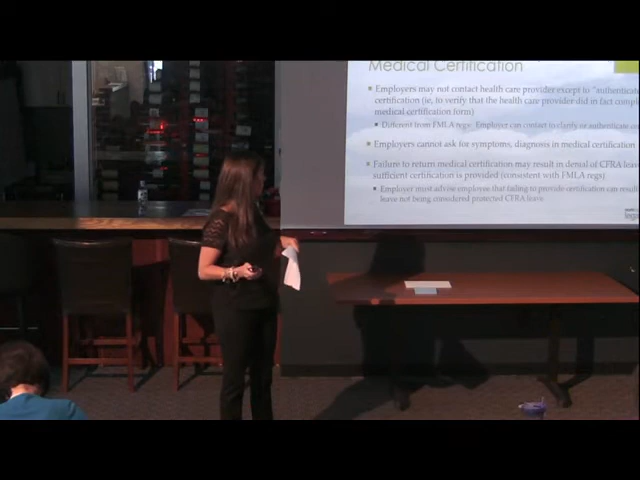 Medical Certification
Employers may not contact health care provider except to "authenticate
certification (ie, to verify that the health care provider did in fact
medical certification form)
Different from FMLA regs: Employer can contact to clarify or authenticate
Employers cannot ask for symptoms, diagnosis in medical certification
Failure to return medical certification may result in denial of CFRA
sufficient certification is provided (consistent with FMLA regs)
Employer must advise employee that failing to provide certification can
leave not being considered protected CFRA leave